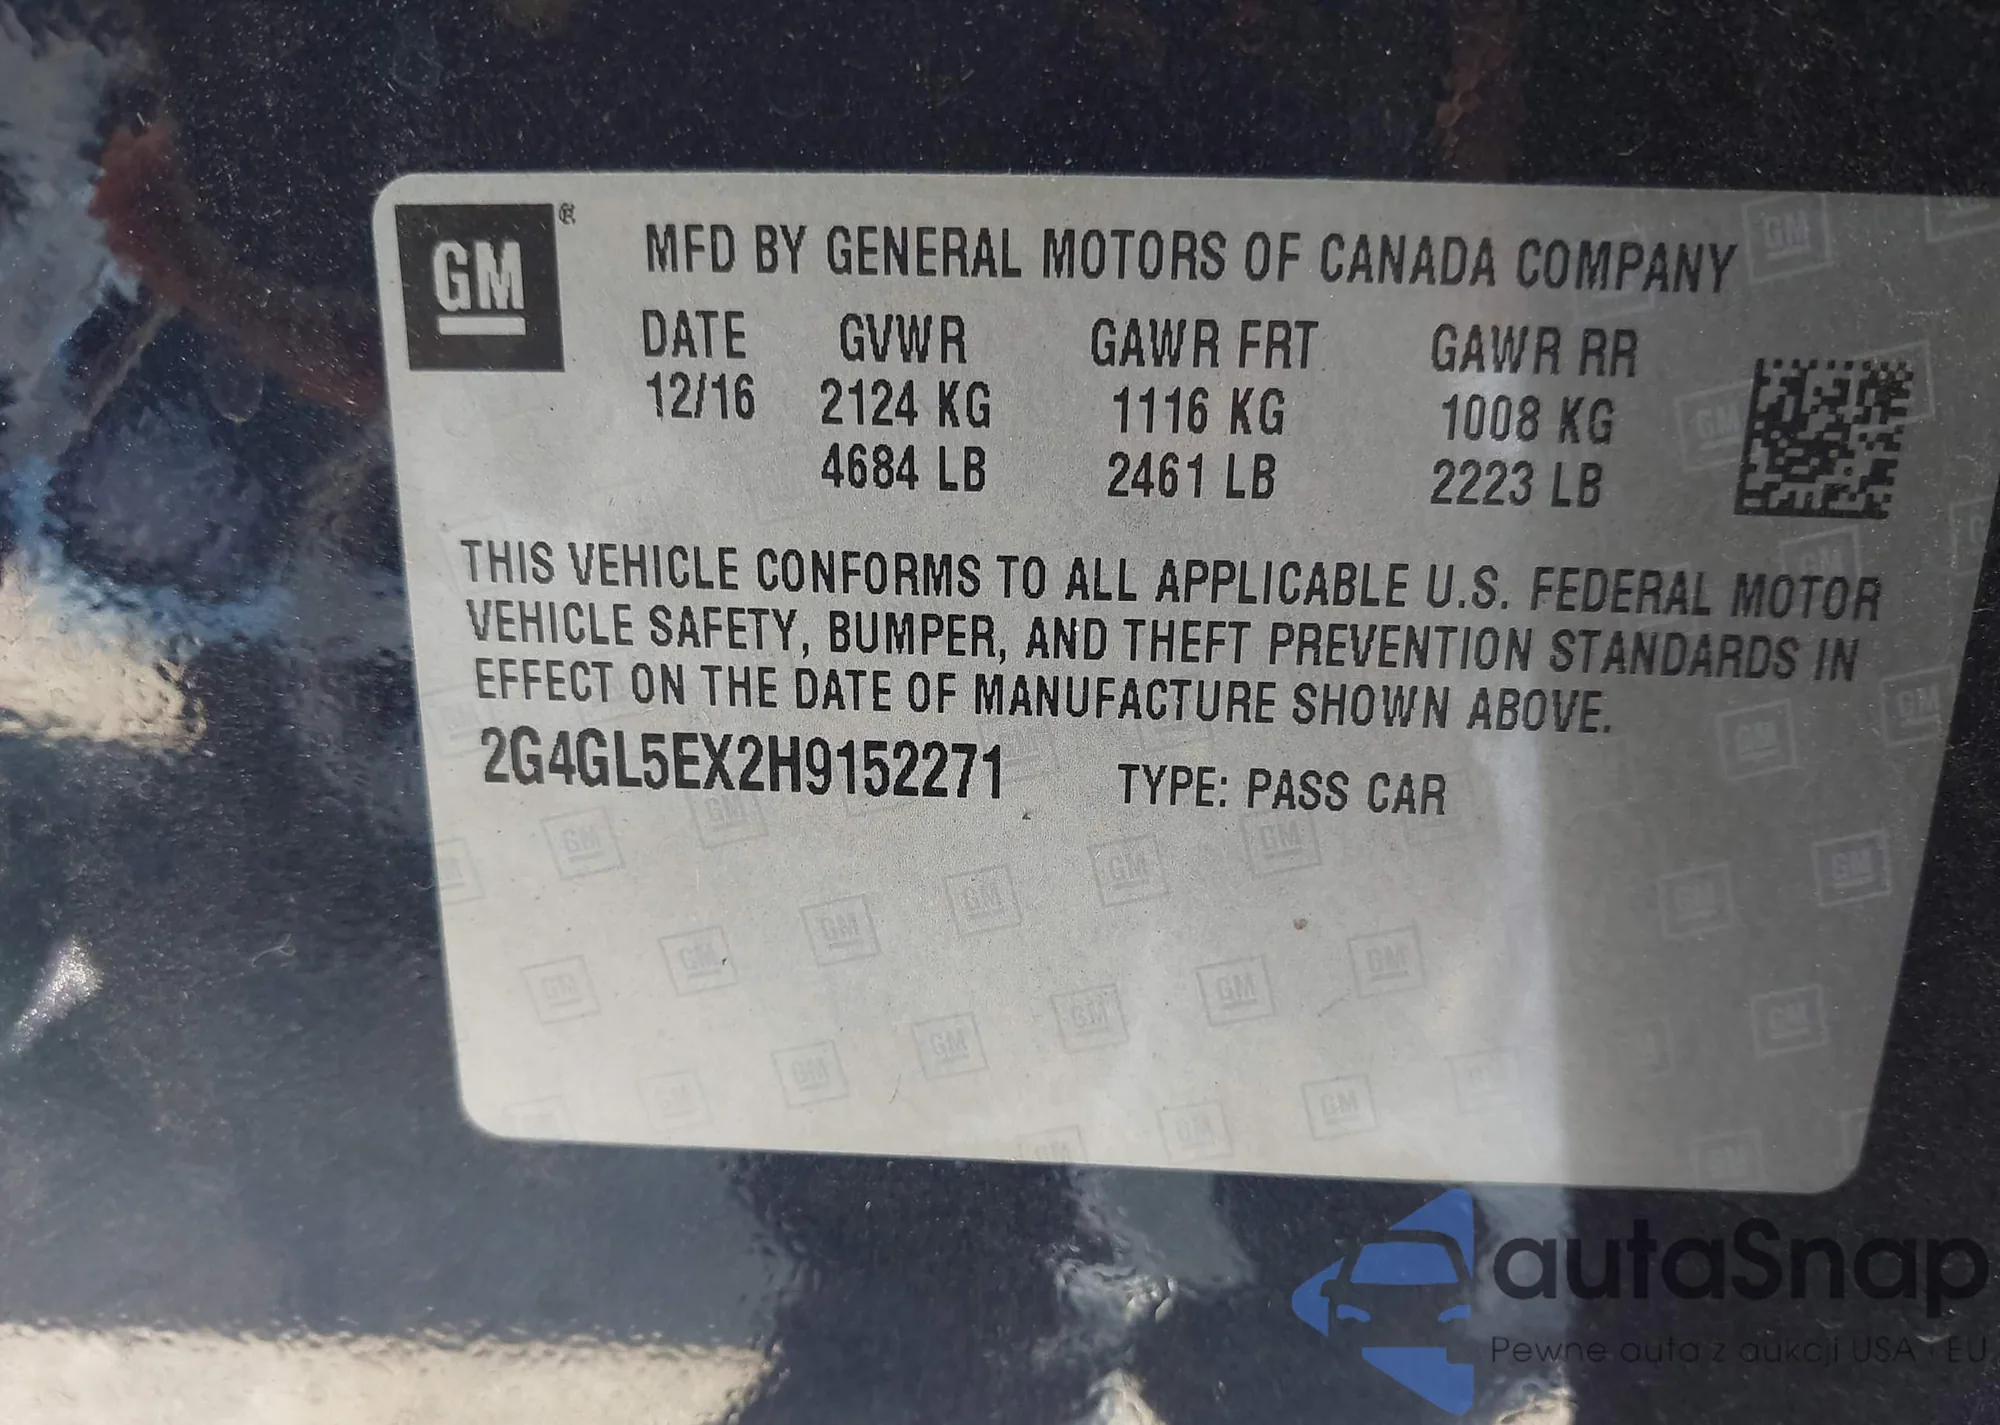 GM ®
MFD BY GENERAL MOTORS OF CANADA COMPANY
DATE GVWR GAWR FRT GAWR RR
12/16 2124 KG 1116 KG 1008 KG
4684 LB 2461 LB 2223 LB
THIS VEHICLE CONFORMS TO ALL APPLICABLE U.S. FEDERAL MOTOR
VEHICLE SAFETY, BUMPER, AND THEFT PREVENTION STANDARDS IN
EFFECT ON THE DATE OF MANUFACTURE SHOWN ABOVE.
2G4GL5EX2H9152271 TYPE: PASS CAR
autaSnap
Pewne auta z aukcji USA · EU